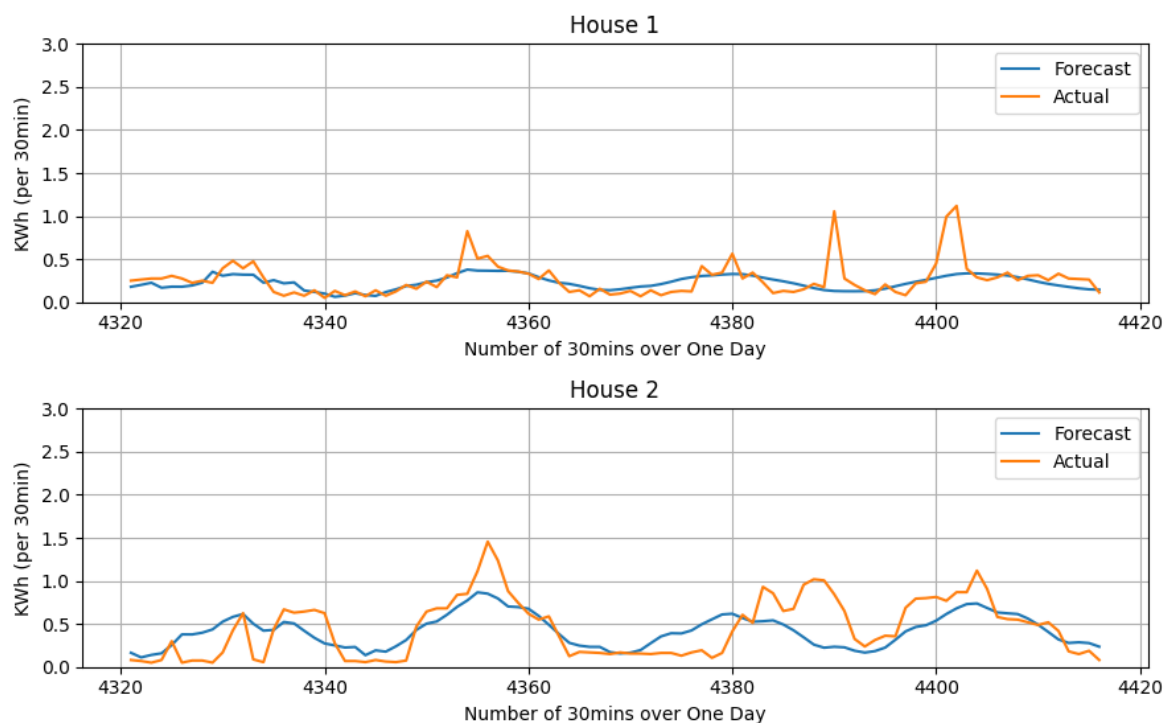 House 1
3.0
2.5
2.0
1.5
1.0
0.5
0.0
KWh (per 30min)
Forecast
Actual
4320 4340 4360 4380 4400 4420
Number of 30mins over One Day
House 2
3.0
2.5
2.0
1.5
1.0
0.5
0.0
KWh (per 30min)
Forecast
Actual
4320 4340 4360 4380 4400 4420
Number of 30mins over One Day